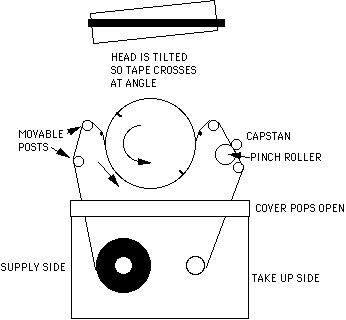 HEAD IS TILTED
SO TAPE CROSSES
AT ANGLE
MOVABLE
POSTS
CAPSTAN
PINCH ROLLER
COVER POPS OPEN
SUPPLY SIDE
TAKE UP SIDE